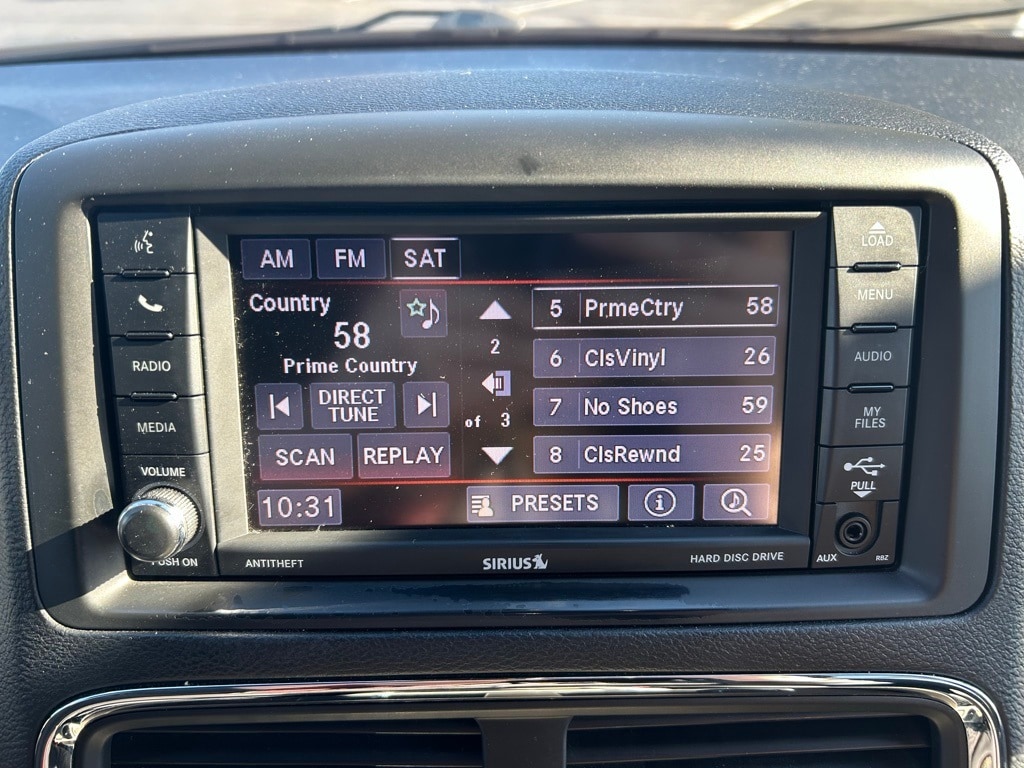 AM FM SAT
Country
58
Prime Country
DIRECT
TUNE
SCAN REPLAY
10:31
2
of 3
5 PrmeCtry 58
6 ClsVinyl 26
7 No Shoes 59
8 ClsRewnd 25
PRESETS
RADIO
MEDIA
VOLUME
PUSH ON
ANTITHEFT
SIRIUS
HARD DISC DRIVE
LOAD
MENU
AUDIO
MY
FILES
PULL
AUX
RBZ